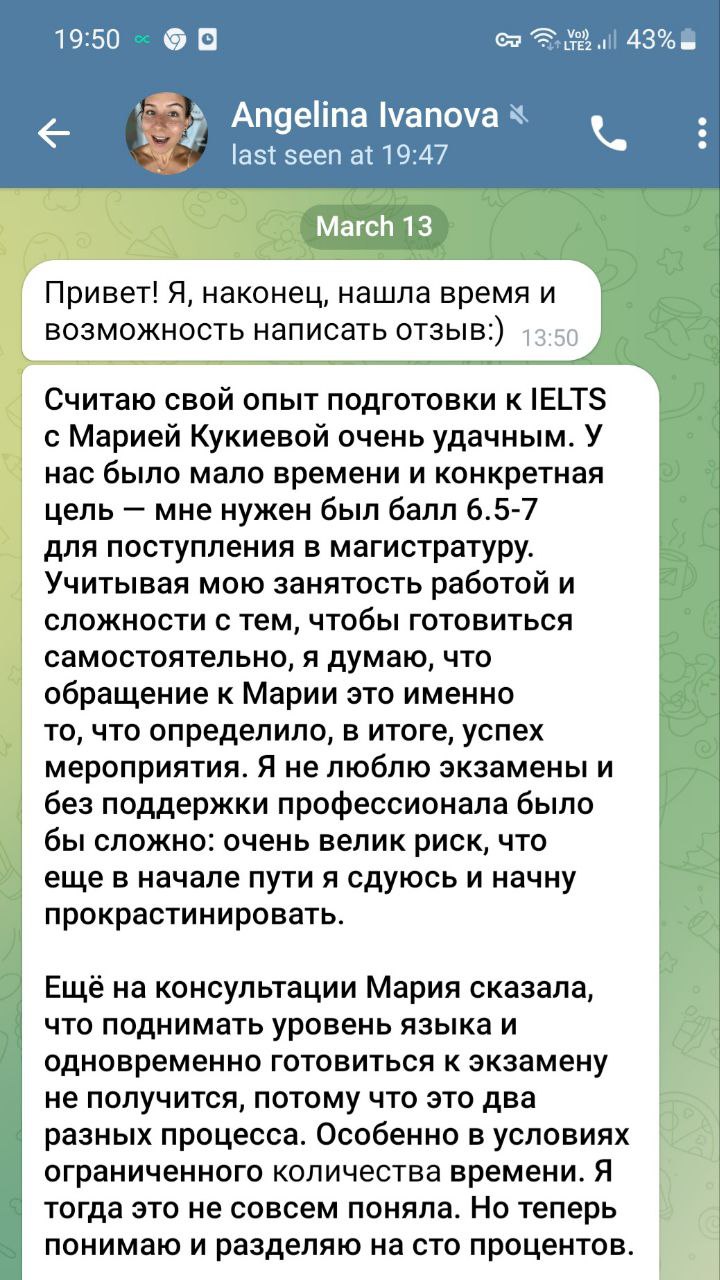 19:50
Vo)) LTE2 43%
Angelina Ivanova
last seen at 19:47
March 13
Привет! Я, наконец, нашла время и
возможность написать отзыв:) 13:50
Считаю свой опыт подготовки к IELTS
с Марией Кукиевой очень удачным. У
нас было мало времени и конкретная
цель — мне нужен был балл 6.5-7
для поступления в магистратуру.
Учитывая мою занятость работой и
сложности с тем, чтобы готовиться
самостоятельно, я думаю, что
обращение к Марии это именно
то, что определило, в итоге, успех
мероприятия. Я не люблю экзамены и
без поддержки профессионала было
бы сложно: очень велик риск, что
еще в начале пути я сдуюсь и начну
прокрастинировать.
Ещё на консультации Мария сказала,
что поднимать уровень языка и
одновременно готовиться к экзамену
не получится, потому что это два
разных процесса. Особенно в условиях
ограниченного количества времени. Я
тогда это не совсем поняла. Но теперь
понимаю и разделяю на сто процентов.